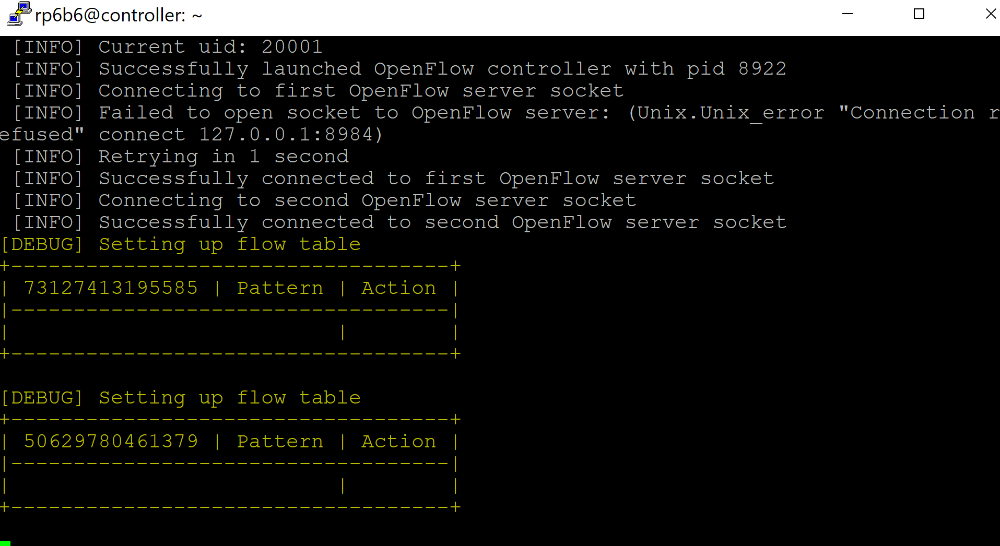 rp6b6@controller: ~
[INFO] Current uid: 20001
[INFO] Successfully launched OpenFlow controller with pid 8922
[INFO] Connecting to first OpenFlow server socket
[INFO] Failed to open socket to OpenFlow server: (Unix.Unix_error "Connection r
efused" connect 127.0.0.1:8984)
[INFO] Retrying in 1 second
[INFO] Successfully connected to first OpenFlow server socket
[INFO] Connecting to second OpenFlow server socket
[INFO] Successfully connected to second OpenFlow server socket
[DEBUG] Setting up flow table
+-----------------------------------+
| 73127413195585 | Pattern | Action |
|-----------------------------------|
|                          |        |
+-----------------------------------+
[DEBUG] Setting up flow table
+-----------------------------------+
| 50629780461379 | Pattern | Action |
|-----------------------------------|
|                          |        |
+-----------------------------------+